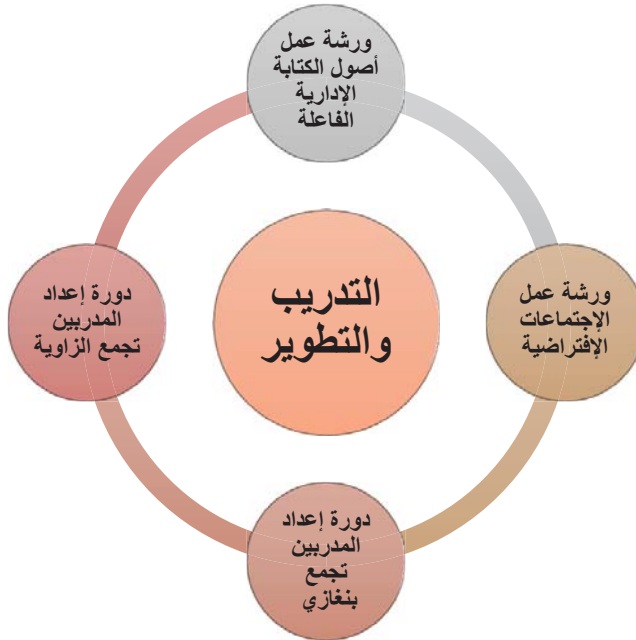 ورشة عمل
أصول الكتابة
الإدارية
الفاعلة
التدريب
والتطوير
ورشة عمل
الإجتماعات
الإفتراضية
دورة إعداد
المدربين
تجمع الزاوية
دورة إعداد
المدربين
تجمع
بنغازي